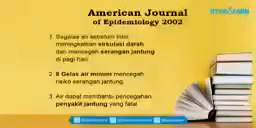 American Journal
of Epidemiology 2002
1 Segelas air sebelum tidur
meningkatkan sirkulasi darah
dan mencegah serangan jantung
di pagi hari
2 8 Gelas air minum mencegah
risiko serangan jantung
3 Air dapat membantu pencegahan
penyakit jantung yang fatal